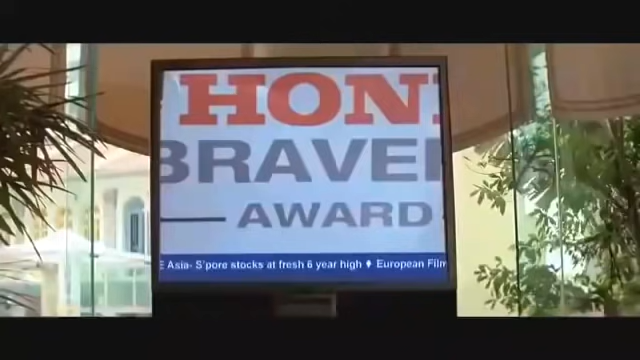 HON
BRAVE
AWARD
E Asia- S'pore stocks at fresh 6 year high ♦ European Film